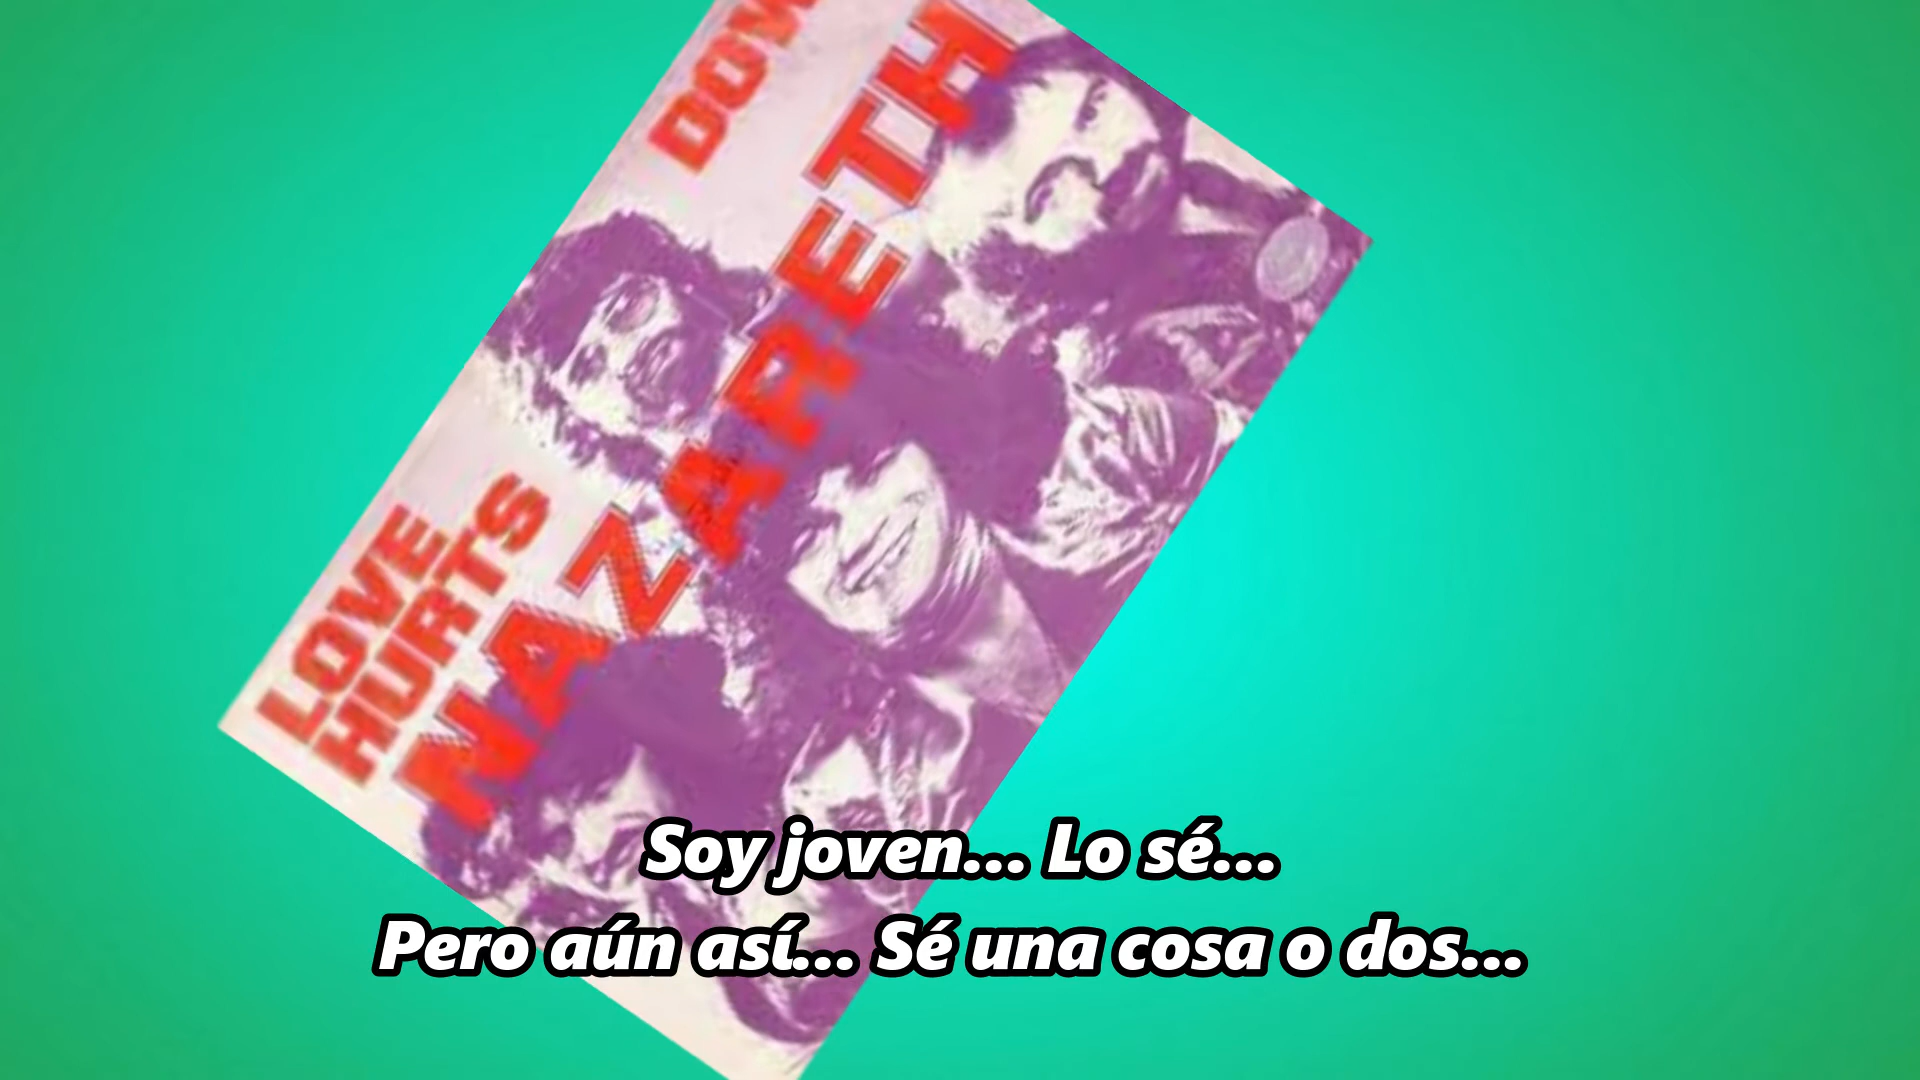 DOW
NAZARETH
LOVE
HURTS
Soy joven... Lo sé...
Pero aún así... Sé una cosa o dos...